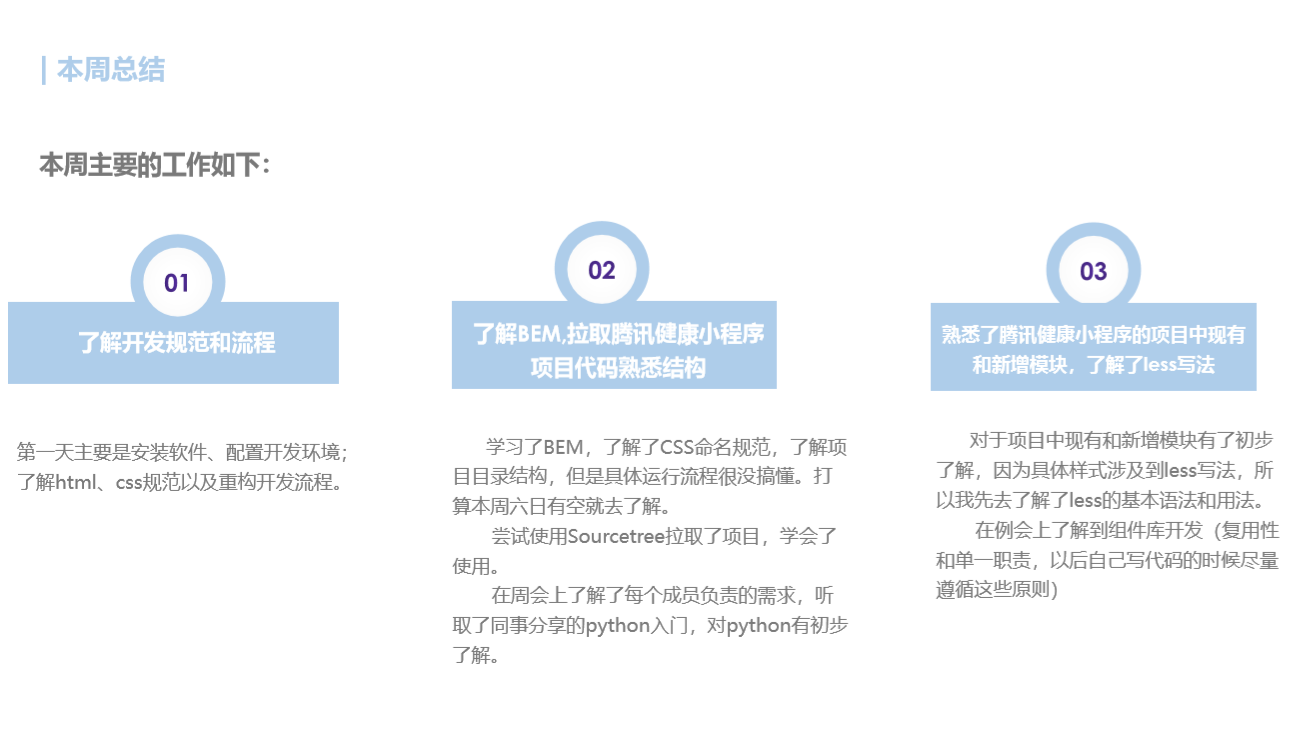 本周总结
本周主要的工作如下：
01
了解开发规范和流程
第一天主要是安装软件、配置开发环境；
了解html、css规范以及重构开发流程。
02
了解BEM,拉取腾讯健康小程序
项目代码熟悉结构
学习了BEM，了解了CSS命名规范，了解项
目目录结构，但是具体运行流程很没搞懂。打
算本周六日有空就去了解。
尝试使用Sourcetree拉取了项目，学会了
使用。
在周会上了解了每个成员负责的需求，听
取了同事分享的python入门，对python有初步
了解。
03
熟悉了腾讯健康小程序的项目中现有
和新增模块，了解了less写法
对于项目中现有和新增模块有了初步
了解，因为具体样式涉及到less写法，所
以我先去了解了less的基本语法和用法。
在例会上了解到组件库开发（复用性
和单一职责，以后自己写代码的时候尽量
遵循这些原则）